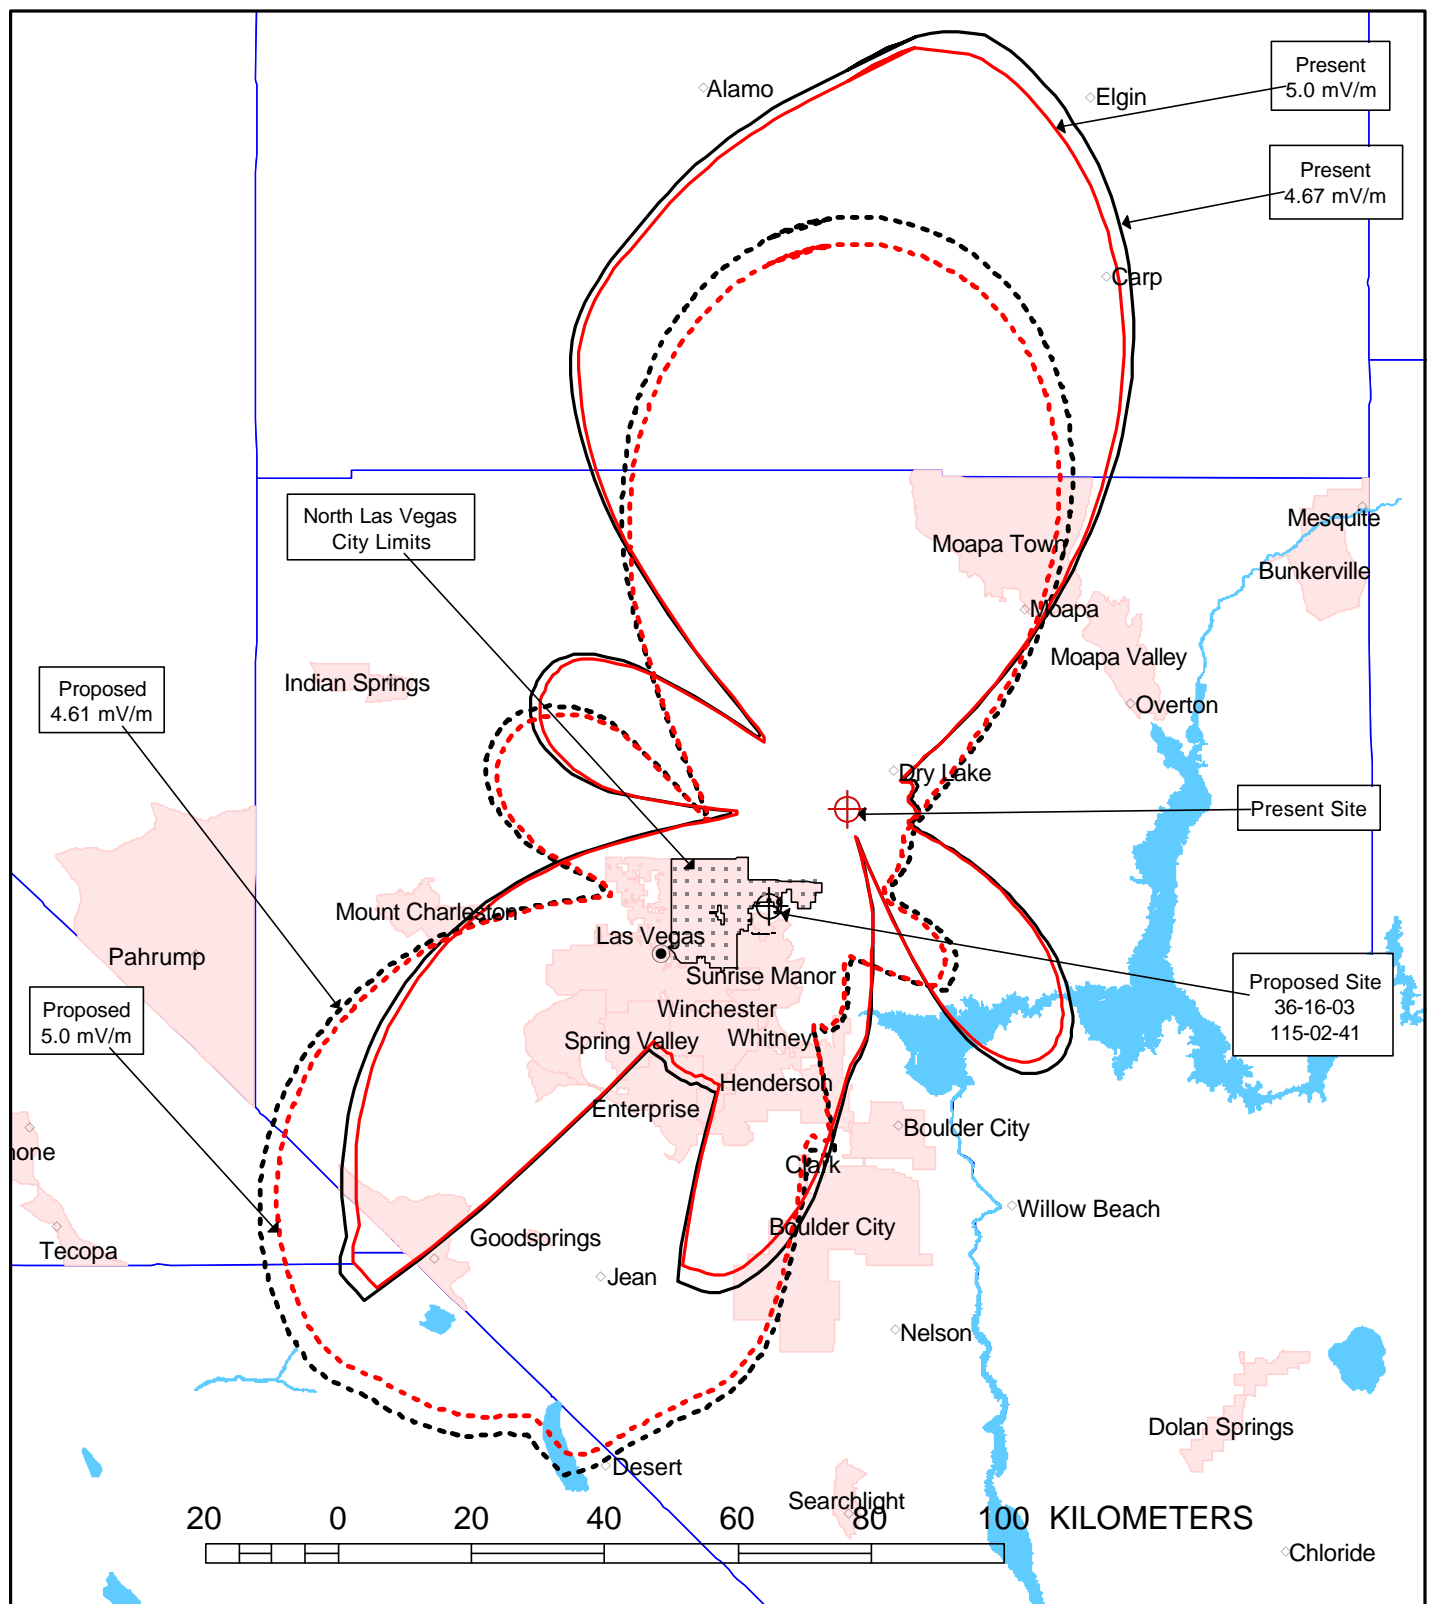 Alamo
Elgin
Present
5.0 mV/m
Present
4.67 mV/m
Carp
North Las Vegas
City Limits
Moapa Town
Mesquite
Bunkerville
Moapa
Moapa Valley
Indian Springs
Proposed
4.61 mV/m
Overton
Dry Lake
Present Site
Mount Charleston
Las Vegas
Pahrump
Sunrise Manor
Proposed Site
36-16-03
115-02-41
Winchester
Proposed
5.0 mV/m
Spring Valley
Whitney
Henderson
Enterprise
Boulder City
hone
Clark
Willow Beach
Boulder City
Tecopa
Goodsprings
Jean
Nelson
Dolan Springs
Desert
Searchlight
20 0 20 40 60 80 100 KILOMETERS
Chloride